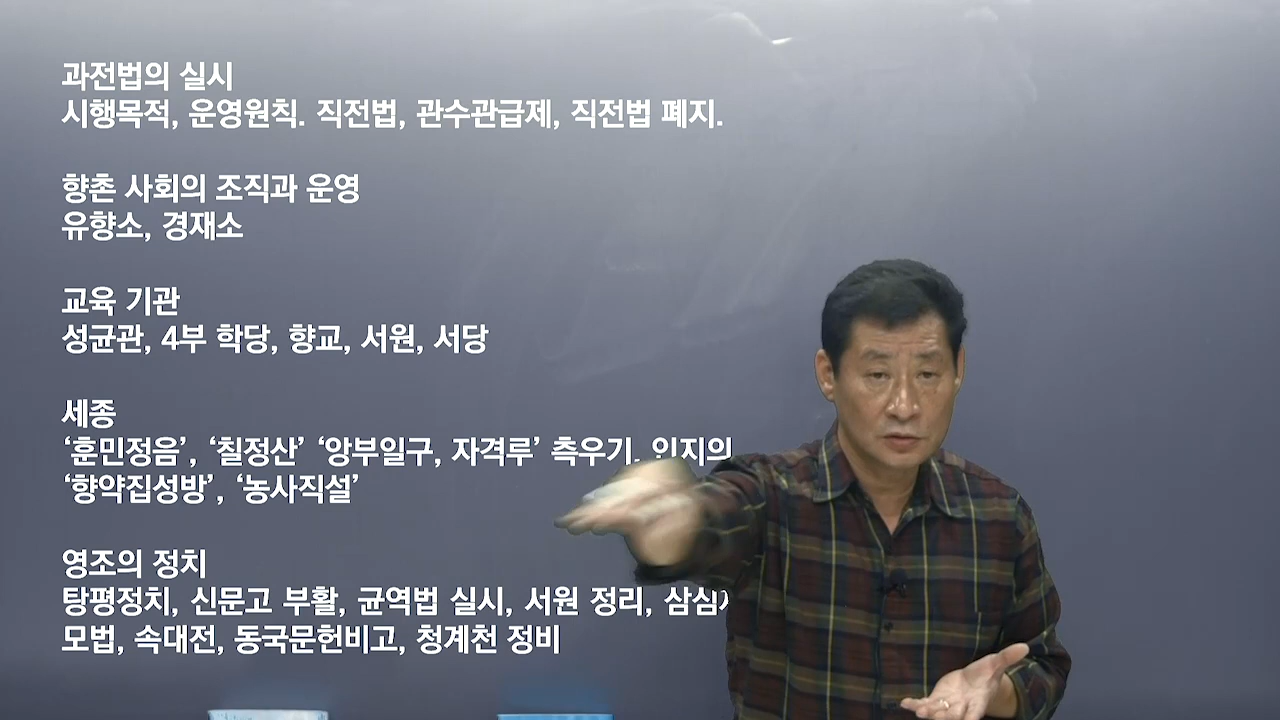 과전법의 실시
시행목적, 운영원칙. 직전법, 관수관급제, 직전법 폐지.
향촌 사회의 조직과 운영
유향소, 경재소
교육 기관
성균관, 4부 학당, 향교, 서원, 서당
세종
‘훈민정음’, ‘칠정산’ ‘앙부일구, 자격루’ 측우기, 인지의
‘향약집성방’, ‘농사직설’
영조의 정치
탕평정치, 신문고 부활, 균역법 실시, 서원 정리,
모법, 속대전, 동국문헌비고, 청계천 정비